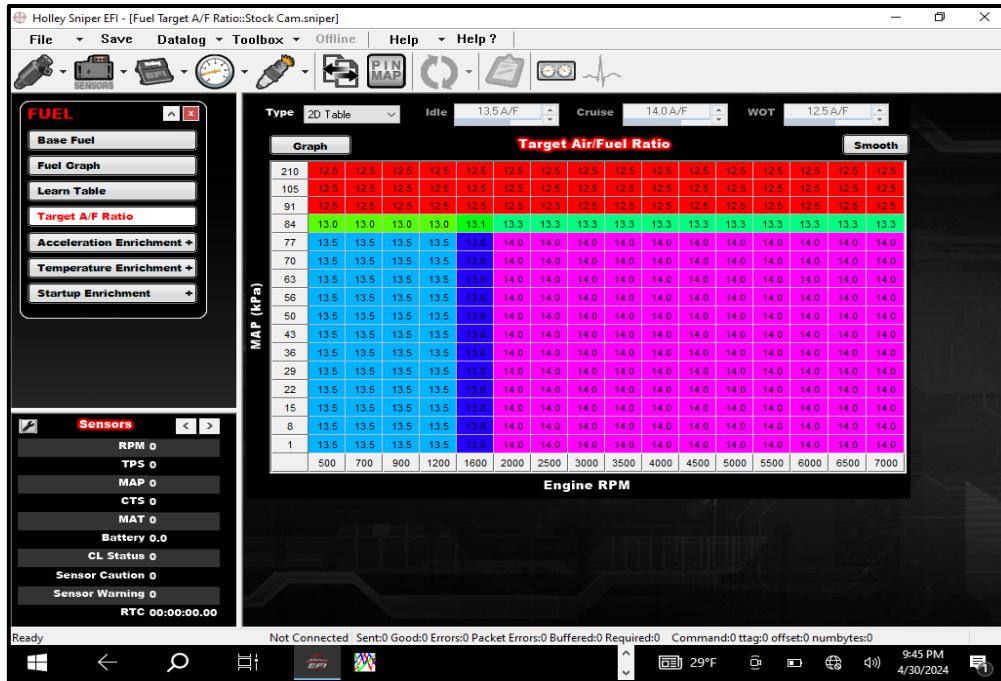 Holley Sniper EFI - [Fuel Target A/F Ratio::Stock Cam.sniper]
File Save Datalog Toolbox Offline Help Help ?
SENSORS EFI PIN MAP
FUEL
Base Fuel
Fuel Graph
Learn Table
Target A/F Ratio
Acceleration Enrichment +
Temperature Enrichment +
Startup Enrichment +
Type 2D Table Idle 13.5 A/F Cruise 14.0 A/F WOT 12.5 A/F
Graph Target Air/Fuel Ratio Smooth
MAP (kPa)
210 12.5 12.5 12.5 12.5 12.5 12.5 12.5 12.5 12.5 12.5 12.5 12.5 12.5 12.5 12.5 12.5
105 12.5 12.5 12.5 12.5 12.5 12.5 12.5 12.5 12.5 12.5 12.5 12.5 12.5 12.5 12.5 12.5
91 12.5 12.5 12.5 12.5 12.5 12.5 12.5 12.5 12.5 12.5 12.5 12.5 12.5 12.5 12.5 12.5
84 13.0 13.0 13.0 13.0 13.1 13.3 13.3 13.3 13.3 13.3 13.3 13.3 13.3 13.3 13.3 13.3
77 13.5 13.5 13.5 13.5 13.8 14.0 14.0 14.0 14.0 14.0 14.0 14.0 14.0 14.0 14.0 14.0
70 13.5 13.5 13.5 13.5 13.8 14.0 14.0 14.0 14.0 14.0 14.0 14.0 14.0 14.0 14.0 14.0
63 13.5 13.5 13.5 13.5 13.8 14.0 14.0 14.0 14.0 14.0 14.0 14.0 14.0 14.0 14.0 14.0
56 13.5 13.5 13.5 13.5 13.8 14.0 14.0 14.0 14.0 14.0 14.0 14.0 14.0 14.0 14.0 14.0
50 13.5 13.5 13.5 13.5 13.8 14.0 14.0 14.0 14.0 14.0 14.0 14.0 14.0 14.0 14.0 14.0
43 13.5 13.5 13.5 13.5 13.8 14.0 14.0 14.0 14.0 14.0 14.0 14.0 14.0 14.0 14.0 14.0
36 13.5 13.5 13.5 13.5 13.8 14.0 14.0 14.0 14.0 14.0 14.0 14.0 14.0 14.0 14.0 14.0
29 13.5 13.5 13.5 13.5 13.8 14.0 14.0 14.0 14.0 14.0 14.0 14.0 14.0 14.0 14.0 14.0
22 13.5 13.5 13.5 13.5 13.8 14.0 14.0 14.0 14.0 14.0 14.0 14.0 14.0 14.0 14.0 14.0
15 13.5 13.5 13.5 13.5 13.8 14.0 14.0 14.0 14.0 14.0 14.0 14.0 14.0 14.0 14.0 14.0
8 13.5 13.5 13.5 13.5 13.8 14.0 14.0 14.0 14.0 14.0 14.0 14.0 14.0 14.0 14.0 14.0
1 13.5 13.5 13.5 13.5 13.8 14.0 14.0 14.0 14.0 14.0 14.0 14.0 14.0 14.0 14.0 14.0
500 700 900 1200 1600 2000 2500 3000 3500 4000 4500 5000 5500 6000 6500 7000
Engine RPM
Sensors < >
RPM 0
TPS 0
MAP 0
CTS 0
MAT 0
Battery 0.0
CL Status 0
Sensor Caution 0
Sensor Warning 0
RTC 00:00:00.00
Ready Not Connected Sent:0 Good:0 Errors:0 Packet Errors:0 Buffered:0 Required:0 Command:0 ttag:0 offset:0 numbytes:0
EFI 29°F 9:45 PM
4/30/2024
1